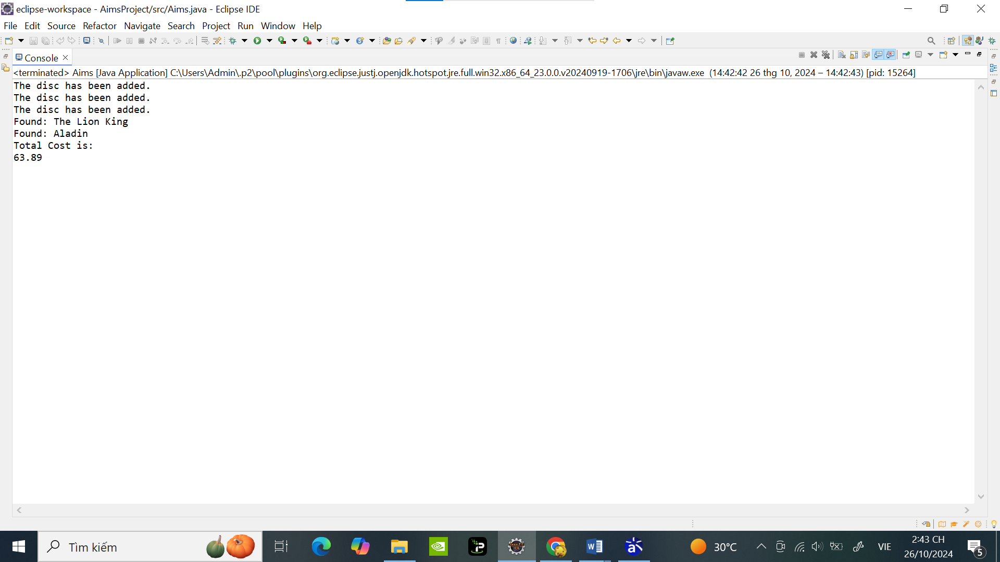 eclipse-workspace - AimsProject/src/Aims.java - Eclipse IDE
File Edit Source Refactor Navigate Search Project Run Window Help
Console
<terminated> Aims [Java Application] C:\Users\Admin\.p2\pool\plugins\org.eclipse.justj.openjdk.hotspot.jre.full.win32.x86_64_23.0.0.v20240919-1706\jre\bin\javaw.exe (14:42:42 26 thg 10, 2024 – 14:42:43) [pid: 15264]
The disc has been added.
The disc has been added.
The disc has been added.
Found: The Lion King
Found: Aladin
Total Cost is:
63.89
Tìm kiếm
30°C
VIE
2:43 CH
26/10/2024
5